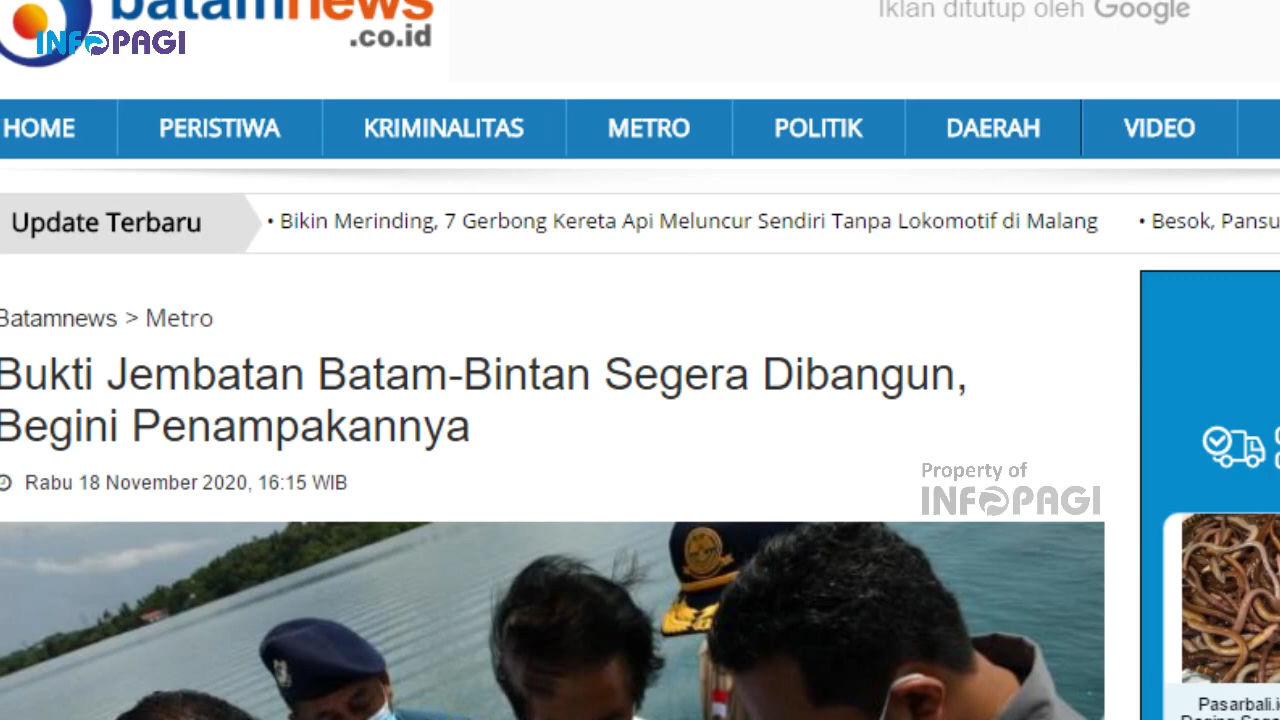 batamnews
Iklan ditutup oleh Google
.co.id
INFOPAGI
HOME PERISTIWA KRIMINALITAS METRO POLITIK DAERAH VIDEO
Update Terbaru • Bikin Merinding, 7 Gerbong Kereta Api Meluncur Sendiri Tanpa Lokomotif di Malang • Besok, Pansu
Batamnews > Metro
Bukti Jembatan Batam-Bintan Segera Dibangun,
Begini Penampakannya
Rabu 18 November 2020, 16:15 WIB
Property of
INFOPAGI
Pasarbali.i